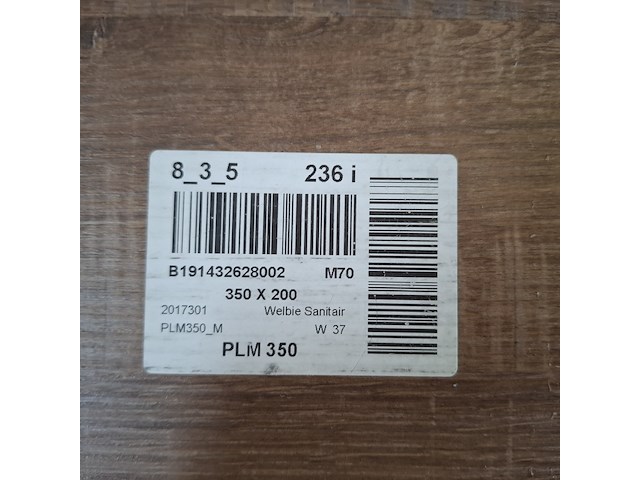 8_3_5 236 i
B191432628002 M70
350 X 200
2017301 Welbie Sanitair
PLM350_M W 37
PLM 350